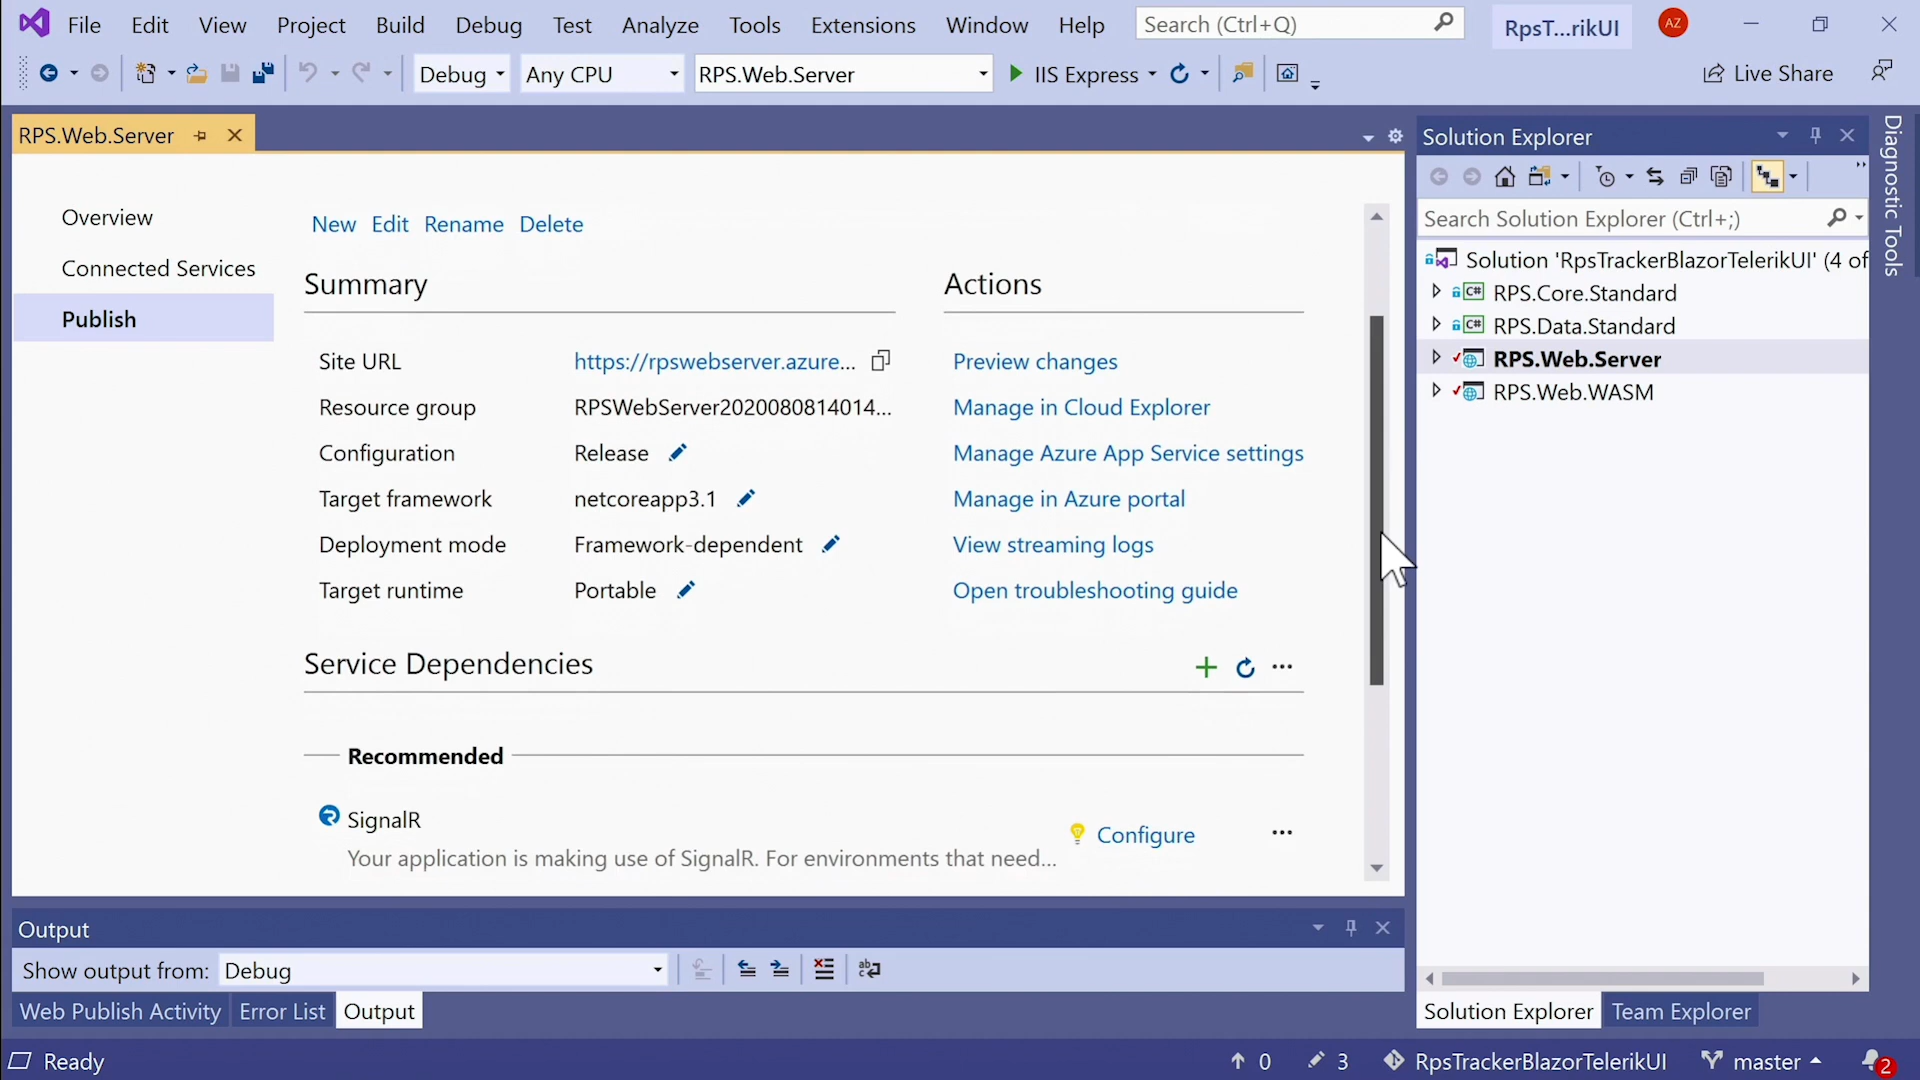 File Edit View Project Build Debug Test Analyze Tools Extensions Window Help Search (Ctrl+Q) RpsT...rikUI AZ
Debug Any CPU RPS.Web.Server IIS Express Live Share
RPS.Web.Server
Overview
Connected Services
Publish
New Edit Rename Delete
Summary
Site URL https://rpswebserver.azure...
Resource group RPSWebServer2020080814014...
Configuration Release
Target framework netcoreapp3.1
Deployment mode Framework-dependent
Target runtime Portable
Actions
Preview changes
Manage in Cloud Explorer
Manage Azure App Service settings
Manage in Azure portal
View streaming logs
Open troubleshooting guide
Service Dependencies
Recommended
SignalR
Your application is making use of SignalR. For environments that need...
Configure
Solution Explorer
Search Solution Explorer (Ctrl+;)
Solution 'RpsTrackerBlazorTelerikUI' (4 of
C# RPS.Core.Standard
C# RPS.Data.Standard
RPS.Web.Server
RPS.Web.WASM
Diagnostic Tools
Output
Show output from: Debug
Web Publish Activity Error List Output
Solution Explorer Team Explorer
Ready 0 3 RpsTrackerBlazorTelerikUI master 2